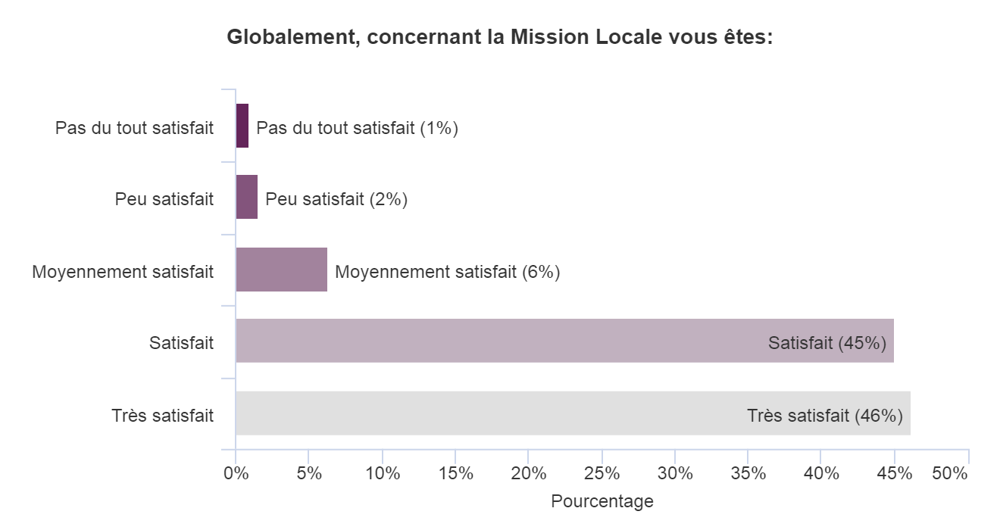 Globalement, concernant la Mission Locale vous êtes:
Pas du tout satisfait Pas du tout satisfait (1%)
Peu satisfait Peu satisfait (2%)
Moyennement satisfait Moyennement satisfait (6%)
Satisfait Satisfait (45%)
Très satisfait Très satisfait (46%)
0% 5% 10% 15% 20% 25% 30% 35% 40% 45% 50%
Pourcentage